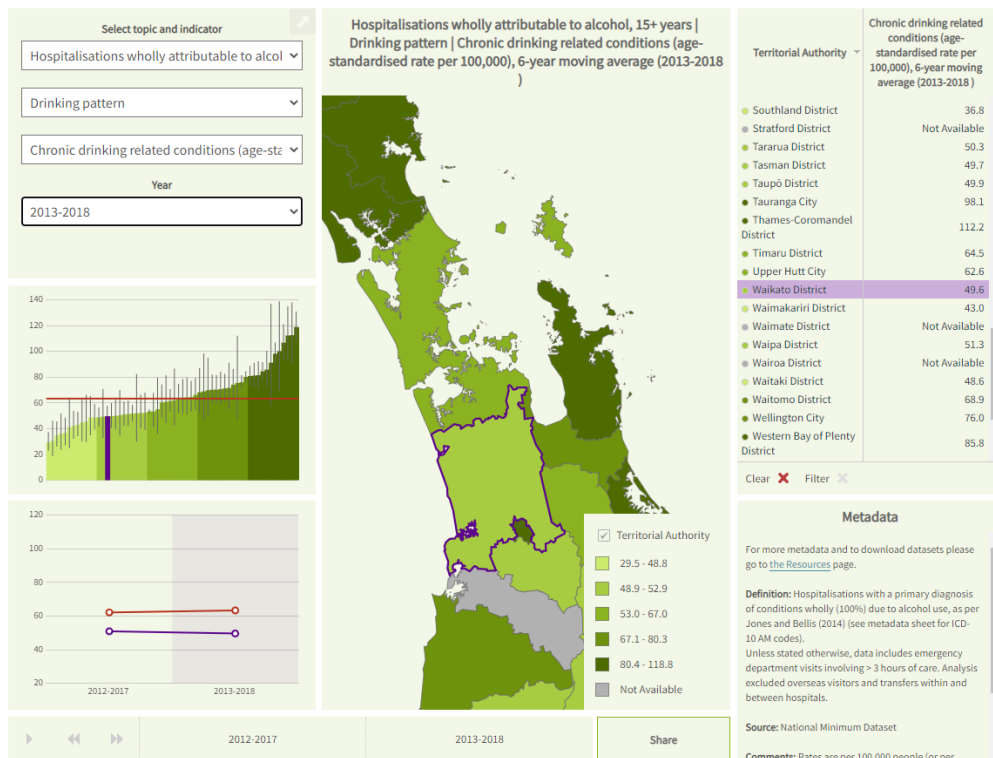 Select topic and indicator
Hospitalisations wholly attributable to alcol
Drinking pattern
Chronic drinking related conditions (age-sta
Year
2013-2018
140
120
100
80
60
40
20
0
120
100
80
60
40
20
2012-2017
2013-2018
Hospitalisations wholly attributable to alcohol, 15+ years |
Drinking pattern | Chronic drinking related conditions (age-
standardised rate per 100,000), 6-year moving average (2013-2018
)
Territorial Authority
29.5 - 48.8
48.9 - 52.9
53.0 - 67.0
67.1 - 80.3
80.4 - 118.8
Not Available
Territorial Authority
Chronic drinking related
conditions (age-
standardised rate per
100,000), 6-year moving
average (2013-2018 )
Southland District 36.8
Stratford District Not Available
Tararua District 50.3
Tasman District 49.7
Taupō District 49.9
Tauranga City 98.1
Thames-Coromandel
District 112.2
Timaru District 64.5
Upper Hutt City 62.6
Waikato District 49.6
Waimakariri District 43.0
Waimate District Not Available
Waipa District 51.3
Wairoa District Not Available
Waitaki District 48.6
Waitomo District 68.9
Wellington City 76.0
Western Bay of Plenty
District 85.8
Clear Filter
Metadata
For more metadata and to download datasets please
go to the Resources page.
Definition: Hospitalisations with a primary diagnosis
of conditions wholly (100%) due to alcohol use, as per
Jones and Bellis (2014) (see metadata sheet for ICD-
10 AM codes).
Unless stated otherwise, data includes emergency
department visits involving > 3 hours of care. Analysis
excluded overseas visitors and transfers within and
between hospitals.
Source: National Minimum Dataset
Comments: Rates are per 100,000 people (or per
2012-2017
2013-2018
Share